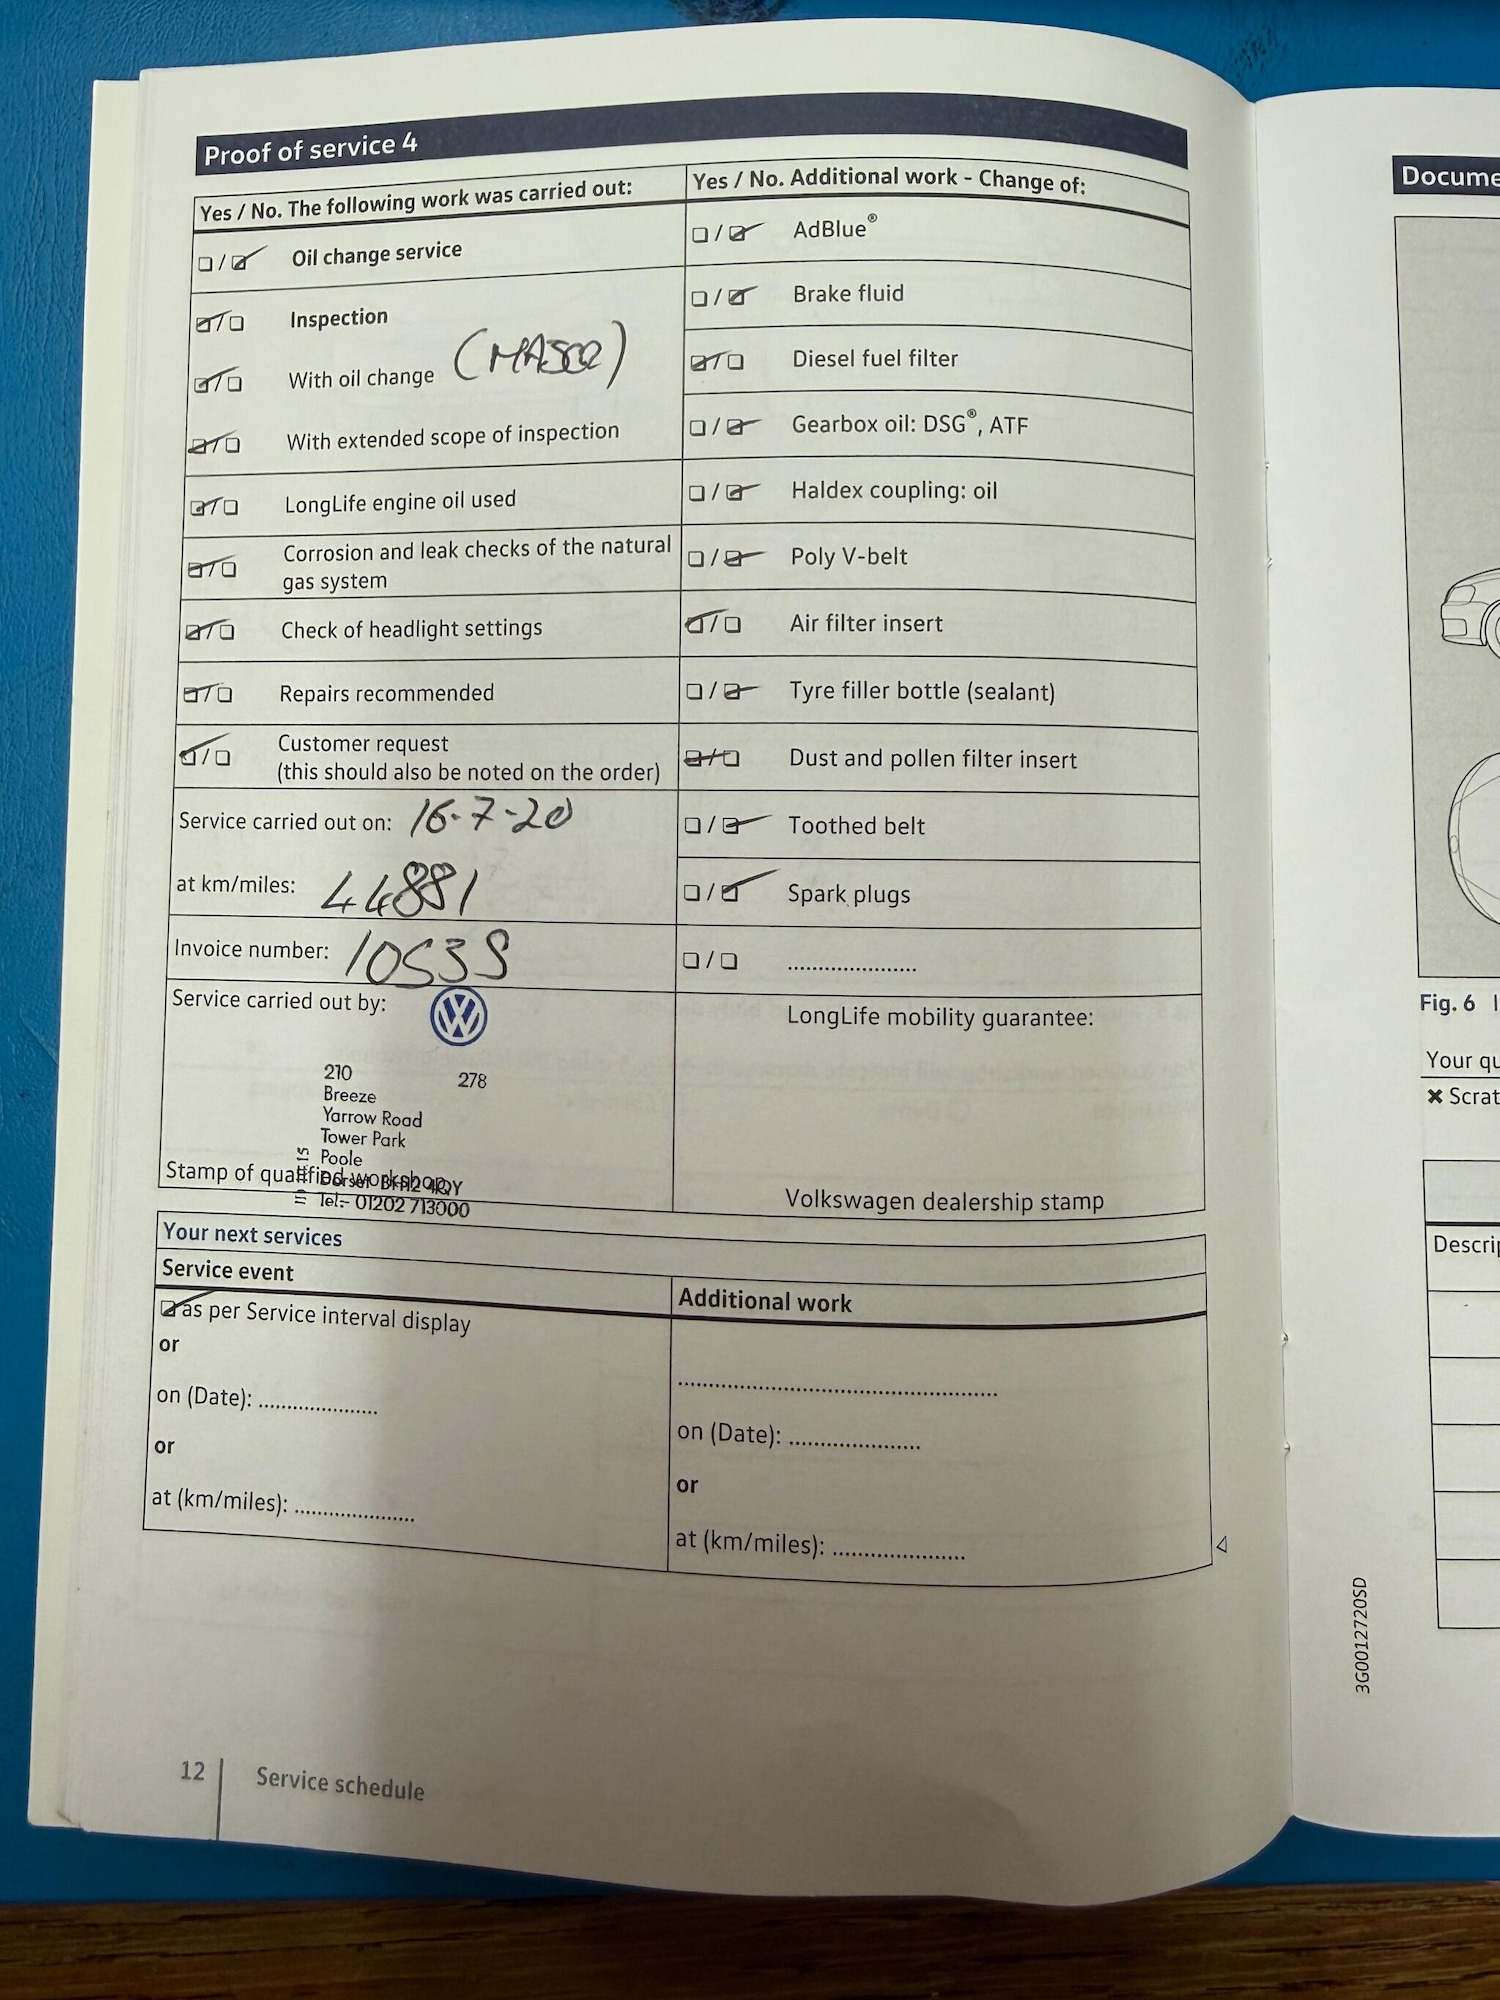 Proof of service 4
Yes / No. The following work was carried out:
Oil change service
Inspection
With oil change (MAJOR)
With extended scope of inspection
LongLife engine oil used
Corrosion and leak checks of the natural
gas system
Check of headlight settings
Repairs recommended
Customer request
(this should also be noted on the order)
Service carried out on: 16-7-20
at km/miles: 44881
Invoice number: 10535
Service carried out by:
VW
210 278
Breeze
Yarrow Road
Tower Park
Poole
Dorset BH12 4QY
Tel:- 01202 713000
Stamp of qualified workshop
Yes / No. Additional work - Change of:
AdBlue®
Brake fluid
Diesel fuel filter
Gearbox oil: DSG®, ATF
Haldex coupling: oil
Poly V-belt
Air filter insert
Tyre filler bottle (sealant)
Dust and pollen filter insert
Toothed belt
Spark plugs
.....................
LongLife mobility guarantee:
Volkswagen dealership stamp
Your next services
Service event
as per Service interval display
or
on (Date): .....................
or
at (km/miles): .....................
Additional work
.....................................................
on (Date): .....................
or
at (km/miles): .....................
12 Service schedule
3G0012720SD
Fig. 6
Your